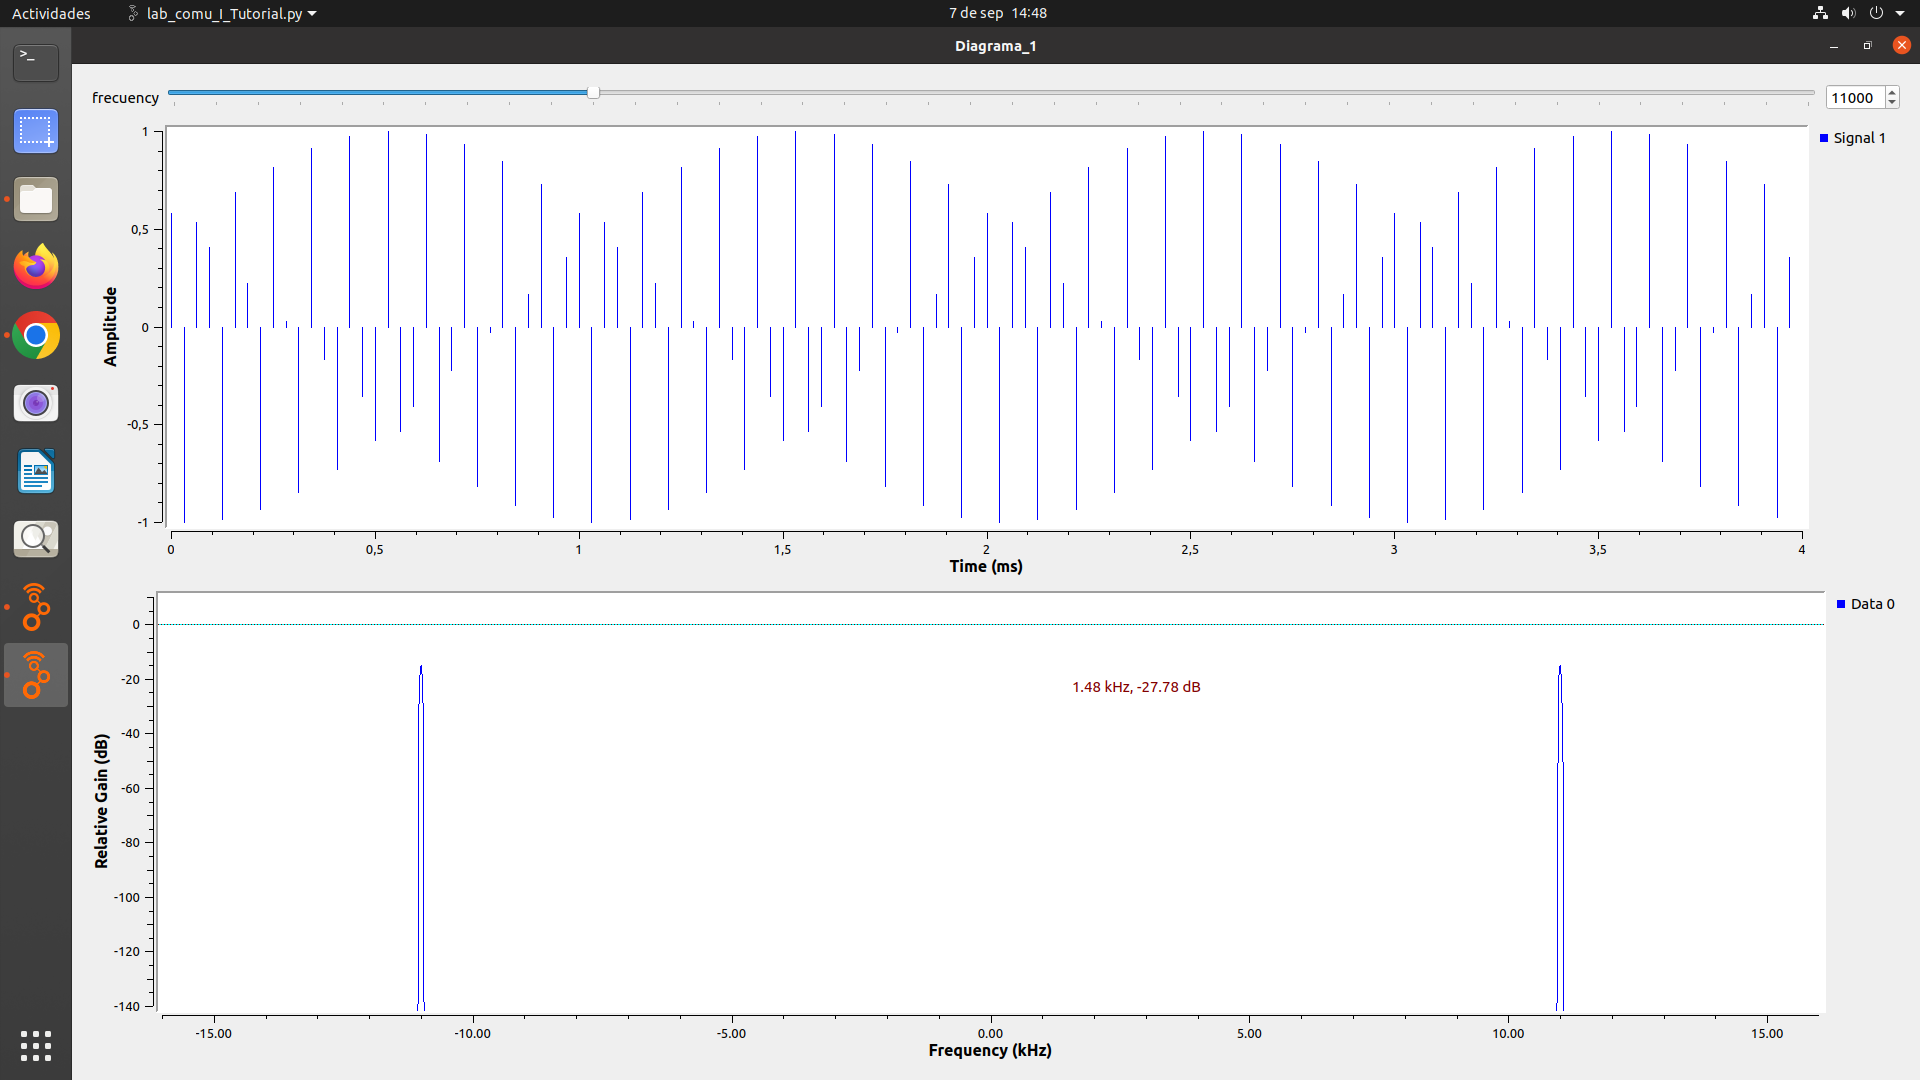 Actividades
lab_comu_I_Tutorial.py
7 de sep 14:48
Diagrama_1
frecuency
11000
Signal 1
Amplitude
1
0,5
0
-0,5
-1
0 0,5 1 1,5 2 2,5 3 3,5 4
Time (ms)
Data 0
Relative Gain (dB)
0
-20
-40
-60
-80
-100
-120
-140
1.48 kHz, -27.78 dB
-15.00 -10.00 -5.00 0.00 5.00 10.00 15.00
Frequency (kHz)